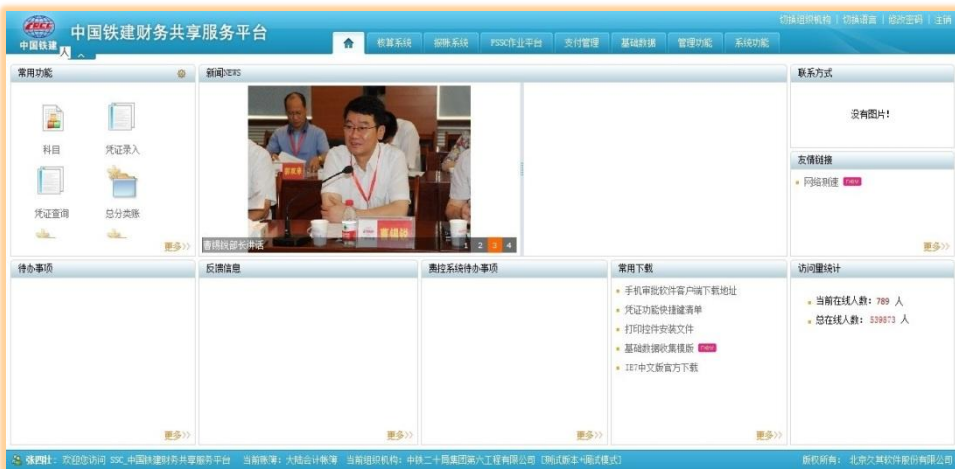 切换组织机构 | 切换语言 | 修改密码 | 注销
中国铁建
中国铁建财务共享服务平台
核算系统 报账系统 FSSC作业平台 支付管理 基础数据 管理功能 系统功能
常用功能
科目
凭证录入
凭证查询
总分类账
更多>>
新闻NEWS
曹锡锐部长讲话
1 2 3 4
曹锡锐
联系方式
没有图片!
友情链接
网络测速 new
更多>>
待办事项
更多>>
反馈信息
更多>>
费控系统待办事项
更多>>
常用下载
手机审批软件客户端下载地址
凭证功能快捷键清单
打印控件安装文件
基础数据收集模版 new
IE7中文版官方下载
更多>>
访问量统计
当前在线人数: 789 人
总在线人数: 539873 人
张四壮: 欢迎您访问 SSC_中国铁建财务共享服务平台 当前账簿: 大陆会计帐簿 当前组织机构: 中铁二十局集团第六工程有限公司 [测试版本+调试模式]
版权所有: 北京久其软件股份有限公司